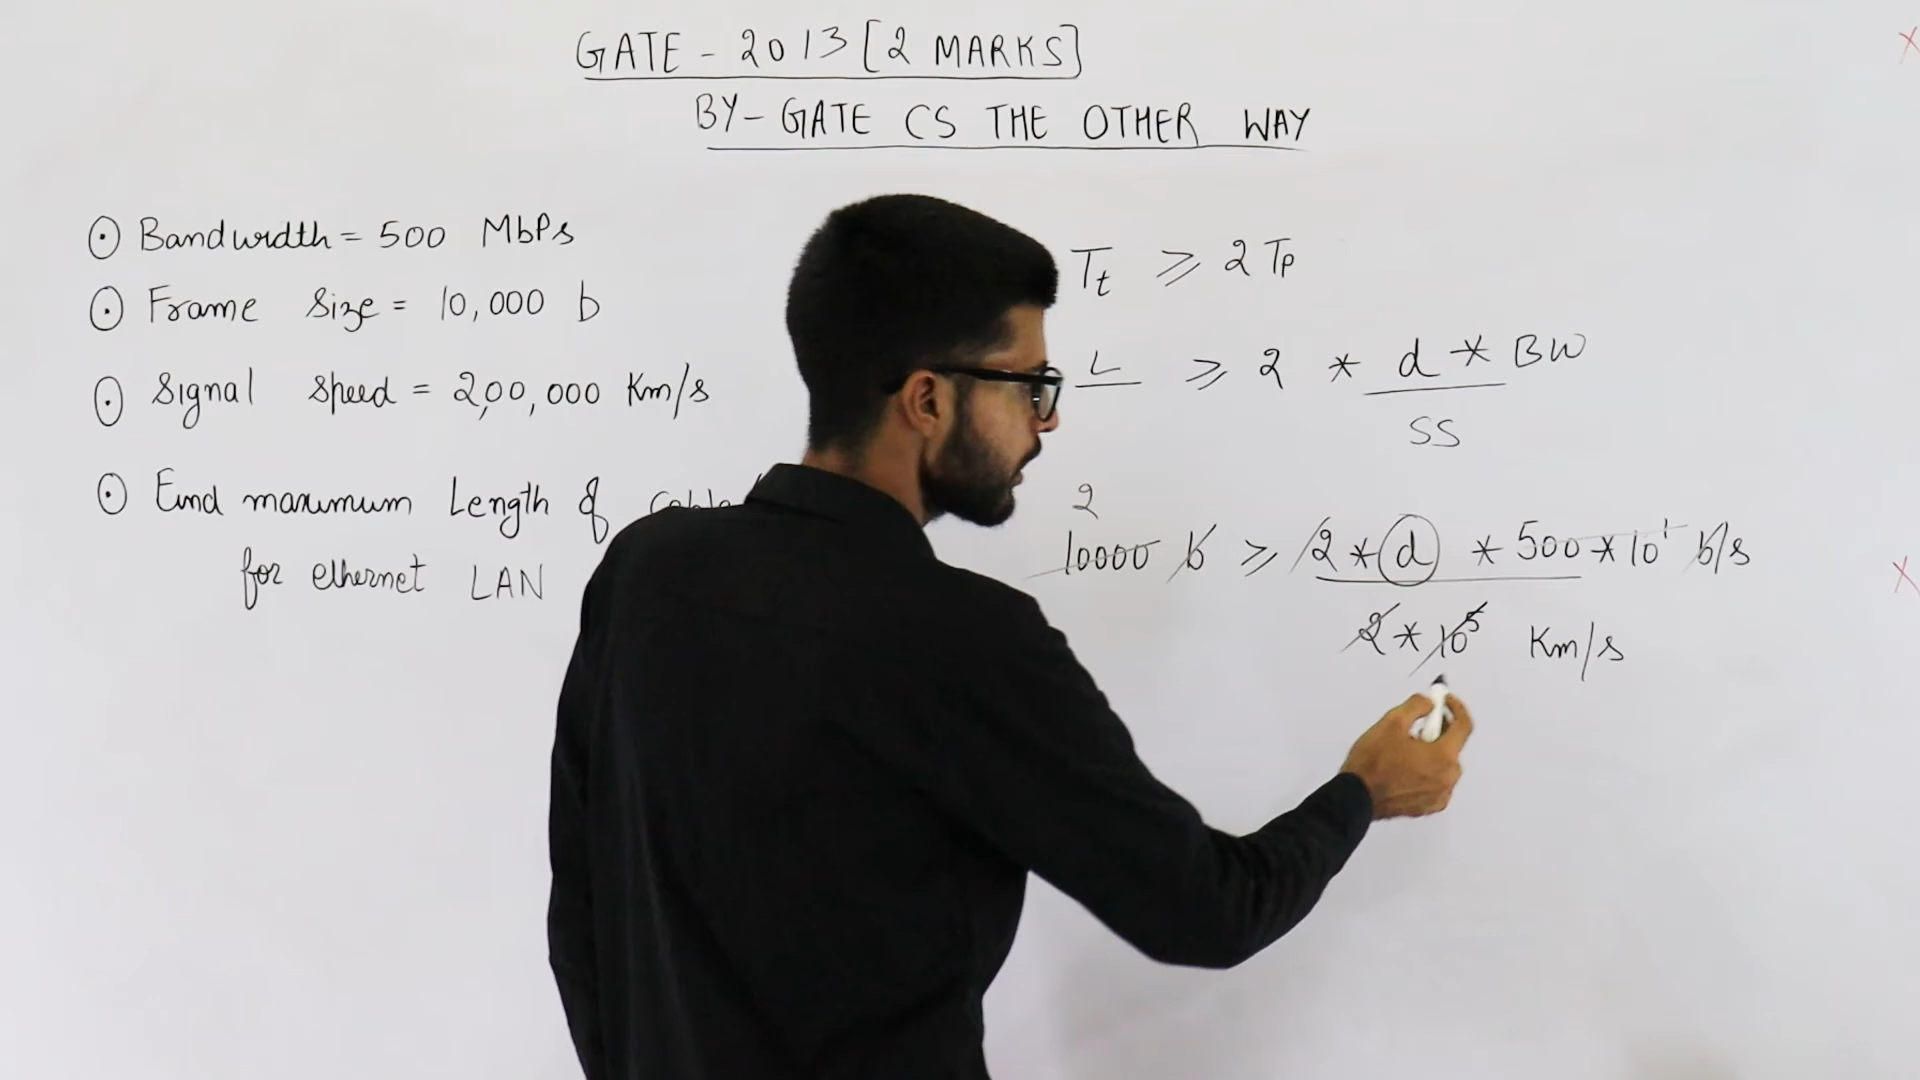 GATE - 2013 [2 MARKS]
BY - GATE CS THE OTHER WAY
Bandwidth = 500 MbPs
Frame Size = 10,000 b
Signal Speed = 2,00,000 Km/s
Find maximum Length of
for ethernet LAN
Tt ⩾ 2 Tp
L ⩾ 2 * d * BW
SS
2
10000 b ⩾ 2 * d * 500 * 10^1 b/s
2 * 10^5 Km/s